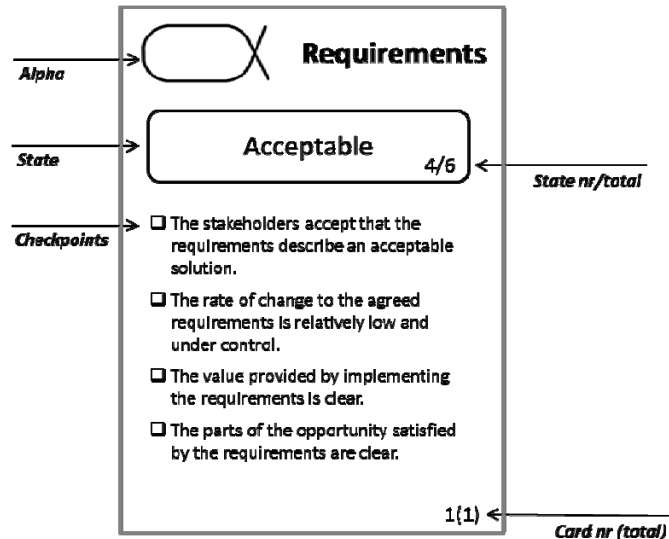 Requirements
Alpha
Acceptable
4/6
State
State nr/total
Checkpoints
❑ The stakeholders accept that the
requirements describe an acceptable
solution.
❑ The rate of change to the agreed
requirements is relatively low and
under control.
❑ The value provided by implementing
the requirements is clear.
❑ The parts of the opportunity satisfied
by the requirements are clear.
1(1)
Card nr (total)